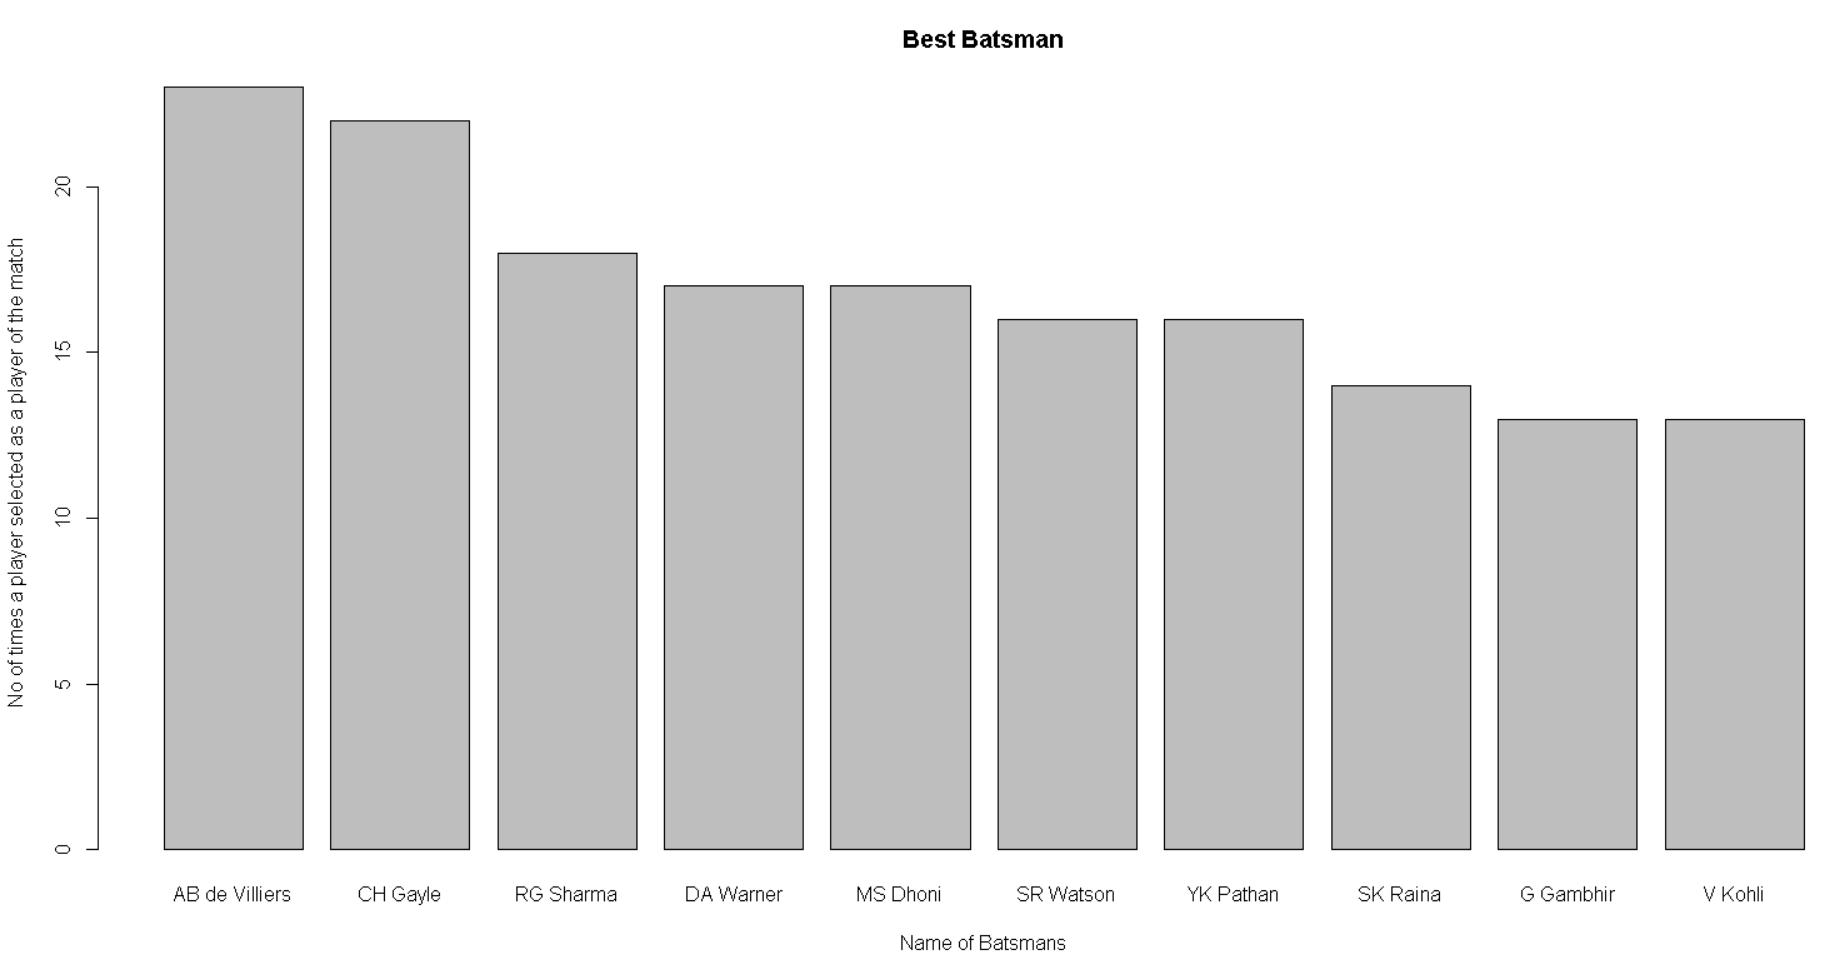 Best Batsman
No of times a player selected as a player of the match
20
15
10
5
0
AB de Villiers CH Gayle RG Sharma DA Warner MS Dhoni SR Watson YK Pathan SK Raina G Gambhir V Kohli
Name of Batsmans